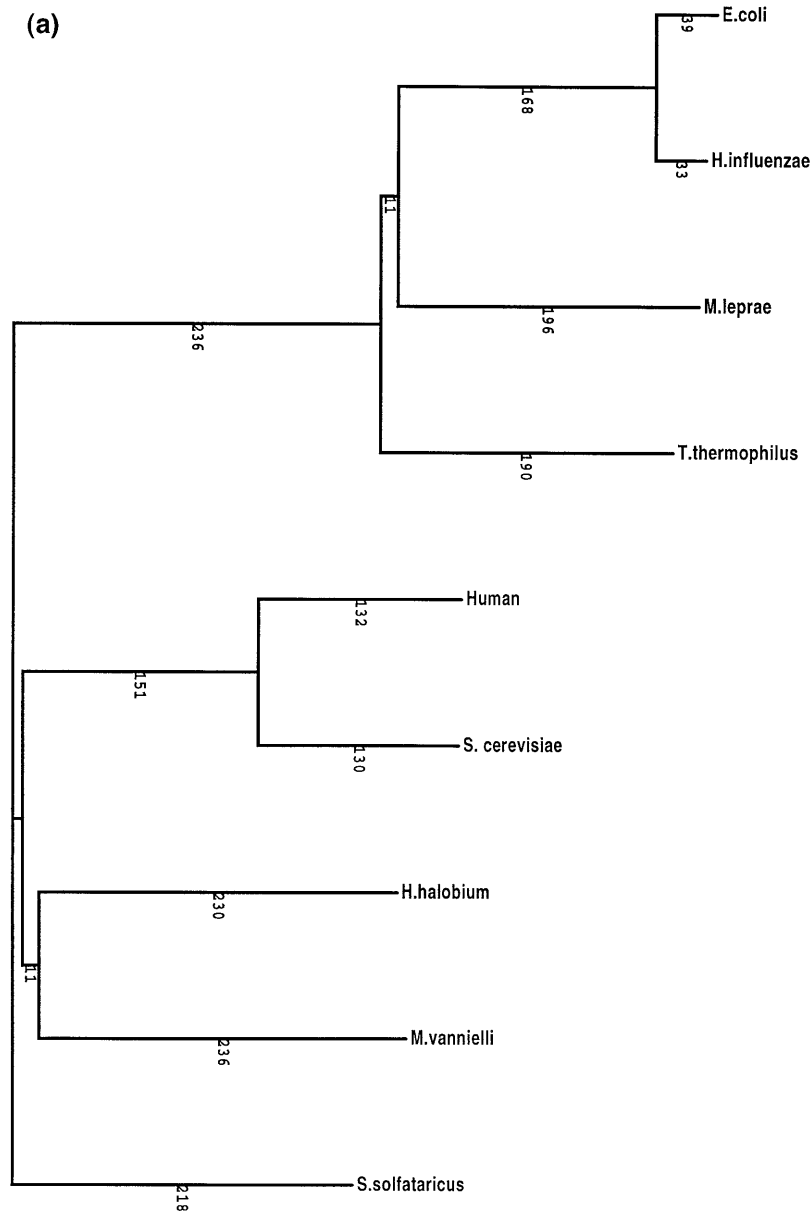 (a)
E.coli
39
168
H.influenzae
33
11
M.leprae
196
236
T.thermophilus
190
Human
132
151
S. cerevisiae
130
H.halobium
230
11
M.vannielli
236
S.solfataricus
218